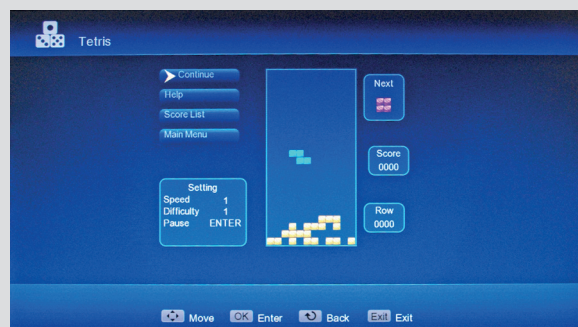 Tetris
Continue
Help
Score List
Main Menu
Setting
Speed 1
Difficulty 1
Pause ENTER
Next
Score
0000
Row
0000
Move OK Enter Back Exit Exit